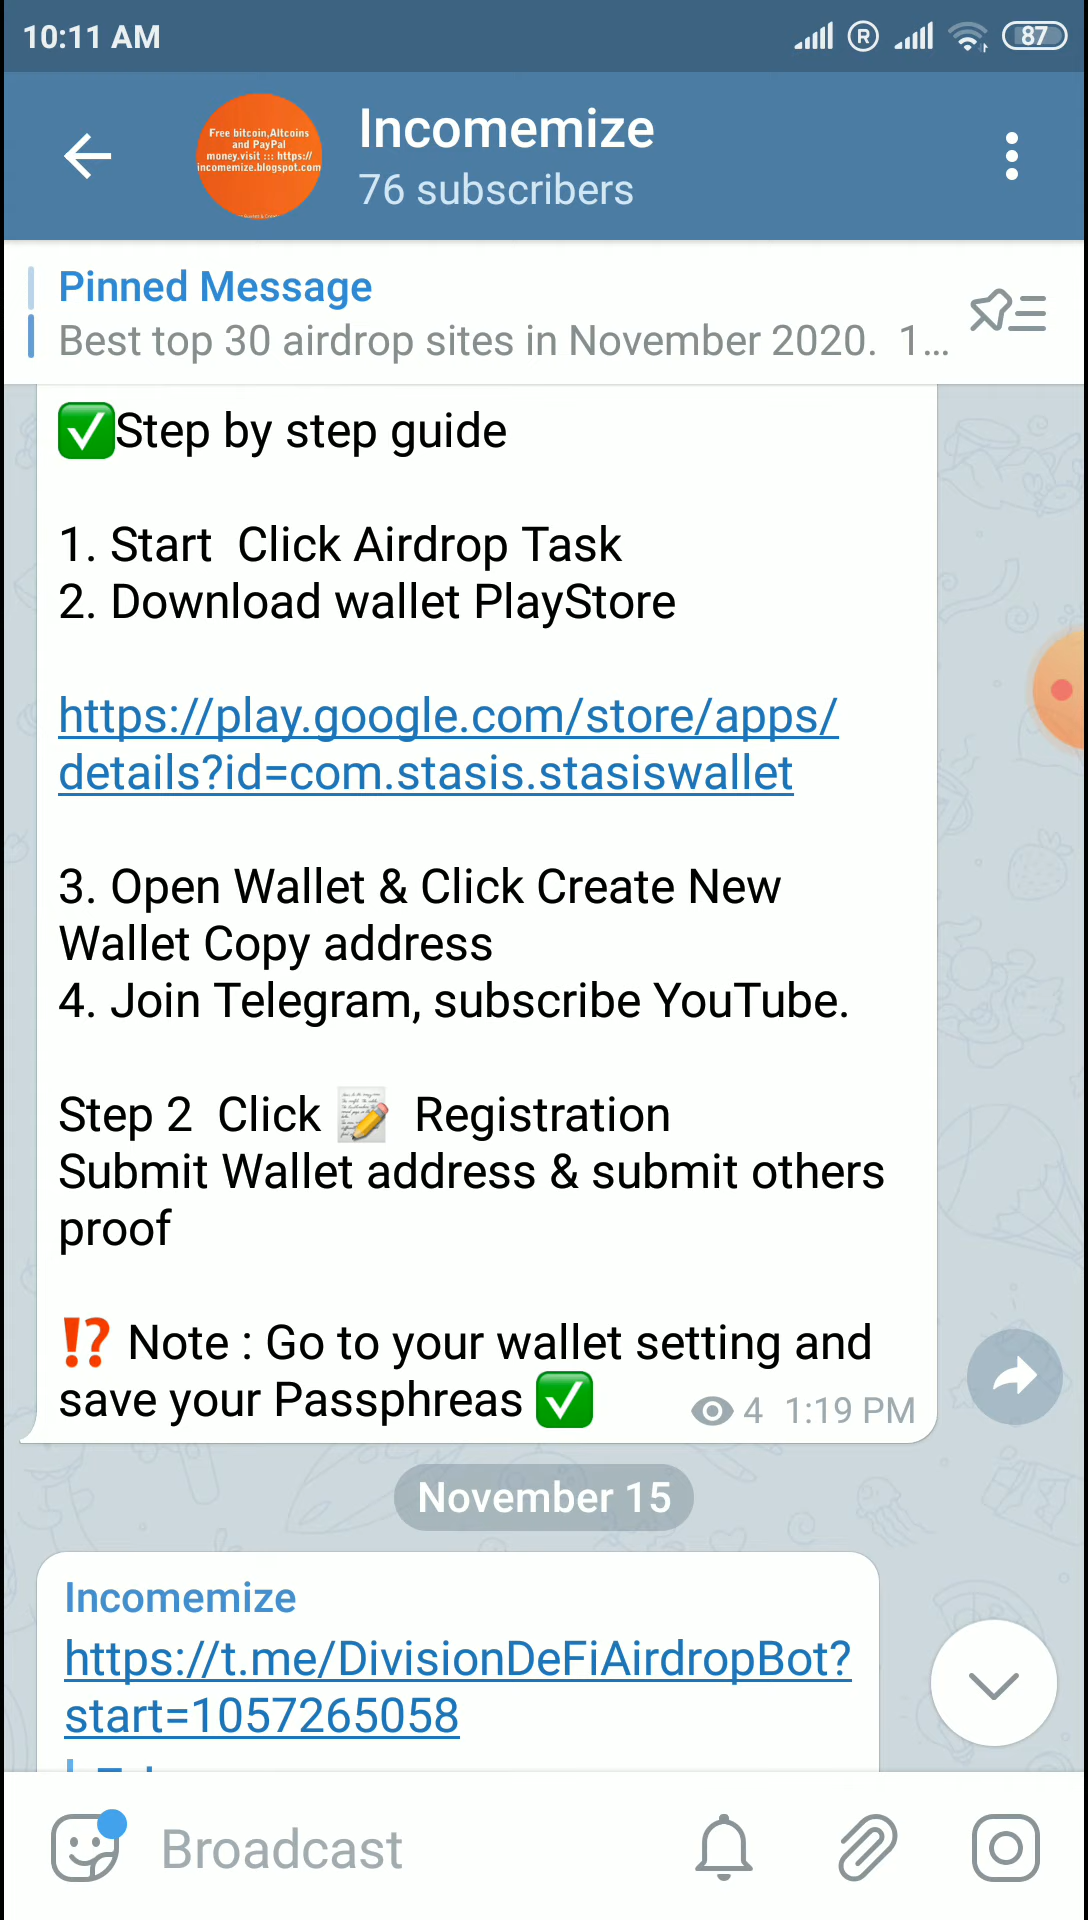 10:11 AM
R
87
Free bitcoin,Altcoins
and PayPal
money.visit ::: https://
incomemize.blogspot.com
Incomemize
76 subscribers
Pinned Message
Best top 30 airdrop sites in November 2020.  1...
✅Step by step guide
1. Start  Click Airdrop Task
2. Download wallet PlayStore
https://play.google.com/store/apps/
details?id=com.stasis.stasiswallet
3. Open Wallet & Click Create New
Wallet Copy address
4. Join Telegram, subscribe YouTube.
Step 2  Click 📝  Registration
Submit Wallet address & submit others
proof
⁉️ Note : Go to your wallet setting and
save your Passphreas ✅
4  1:19 PM
November 15
Incomemize
https://t.me/DivisionDeFiAirdropBot?
start=1057265058
Broadcast